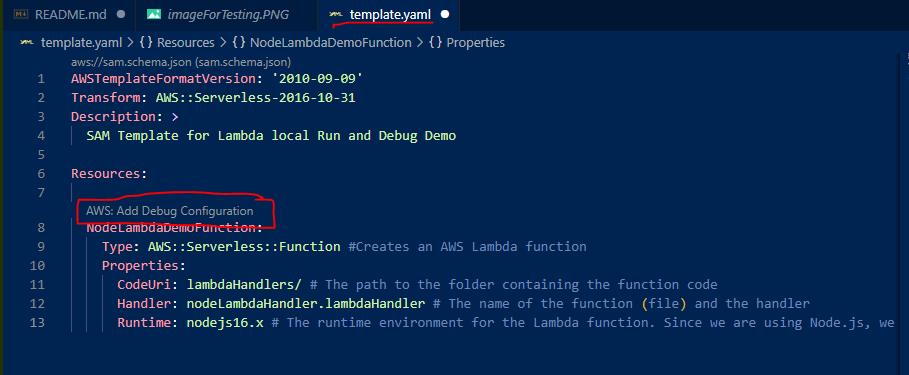 README.md imageForTesting.PNG template.yaml
template.yaml > {} Resources > {} NodeLambdaDemoFunction > {} Properties
aws://sam.schema.json (sam.schema.json)
1 AWSTemplateFormatVersion: '2010-09-09'
2 Transform: AWS::Serverless-2016-10-31
3 Description: >
4 SAM Template for Lambda local Run and Debug Demo
5
6 Resources:
7
AWS: Add Debug Configuration
8 NodeLambdaDemoFunction:
9 Type: AWS::Serverless::Function #Creates an AWS Lambda function
10 Properties:
11 CodeUri: lambdaHandlers/ # The path to the folder containing the function code
12 Handler: nodeLambdaHandler.lambdaHandler # The name of the function (file) and the handler
13 Runtime: nodejs16.x # The runtime environment for the Lambda function. Since we are using Node.js, we